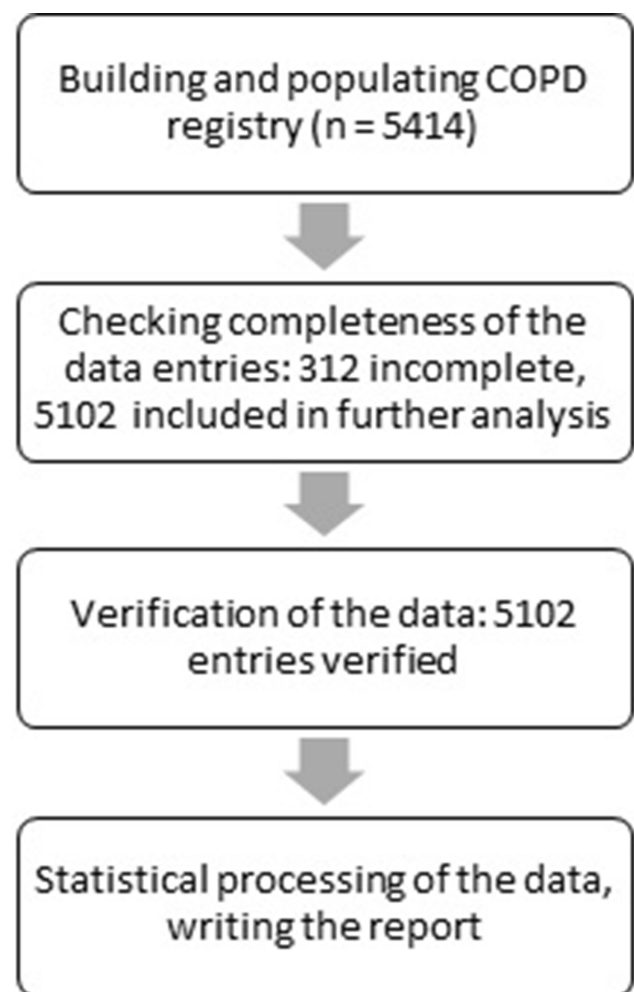 Building and populating COPD
registry (n = 5414)
Checking completeness of the
data entries: 312 incomplete,
5102 included in further analysis
Verification of the data: 5102
entries verified
Statistical processing of the data,
writing the report